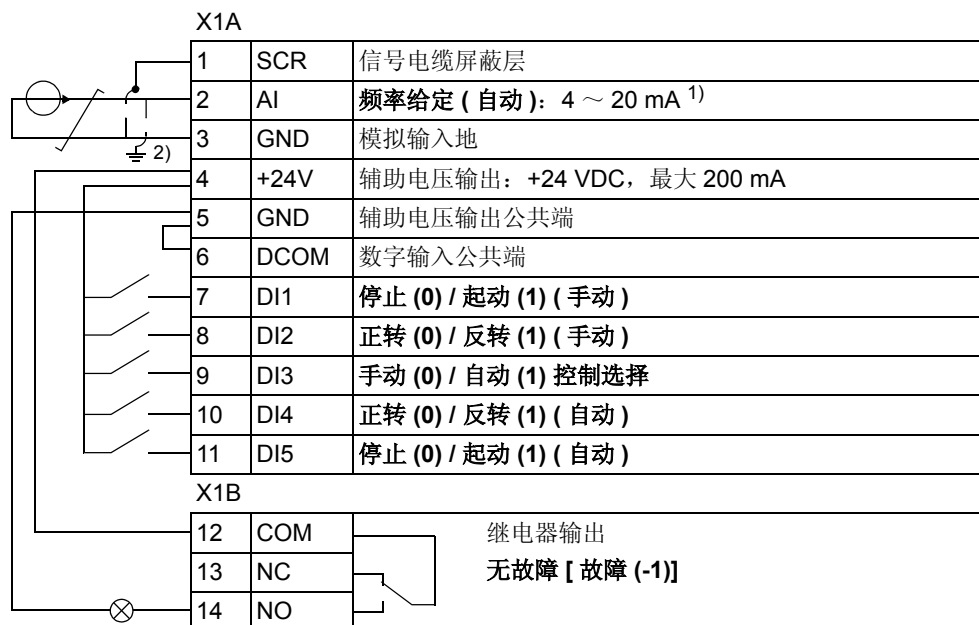 X1A
1 SCR 信号电缆屏蔽层
2 AI 频率给定 ( 自动 )：4 ～ 20 mA 1)
3 GND 模拟输入地
2)
4 +24V 辅助电压输出：+24 VDC，最大 200 mA
5 GND 辅助电压输出公共端
6 DCOM 数字输入公共端
7 DI1 停止 (0) / 起动 (1) ( 手动 )
8 DI2 正转 (0) / 反转 (1) ( 手动 )
9 DI3 手动 (0) / 自动 (1) 控制选择
10 DI4 正转 (0) / 反转 (1) ( 自动 )
11 DI5 停止 (0) / 起动 (1) ( 自动 )
X1B
12 COM 继电器输出
13 NC 无故障 [ 故障 (-1)]
14 NO